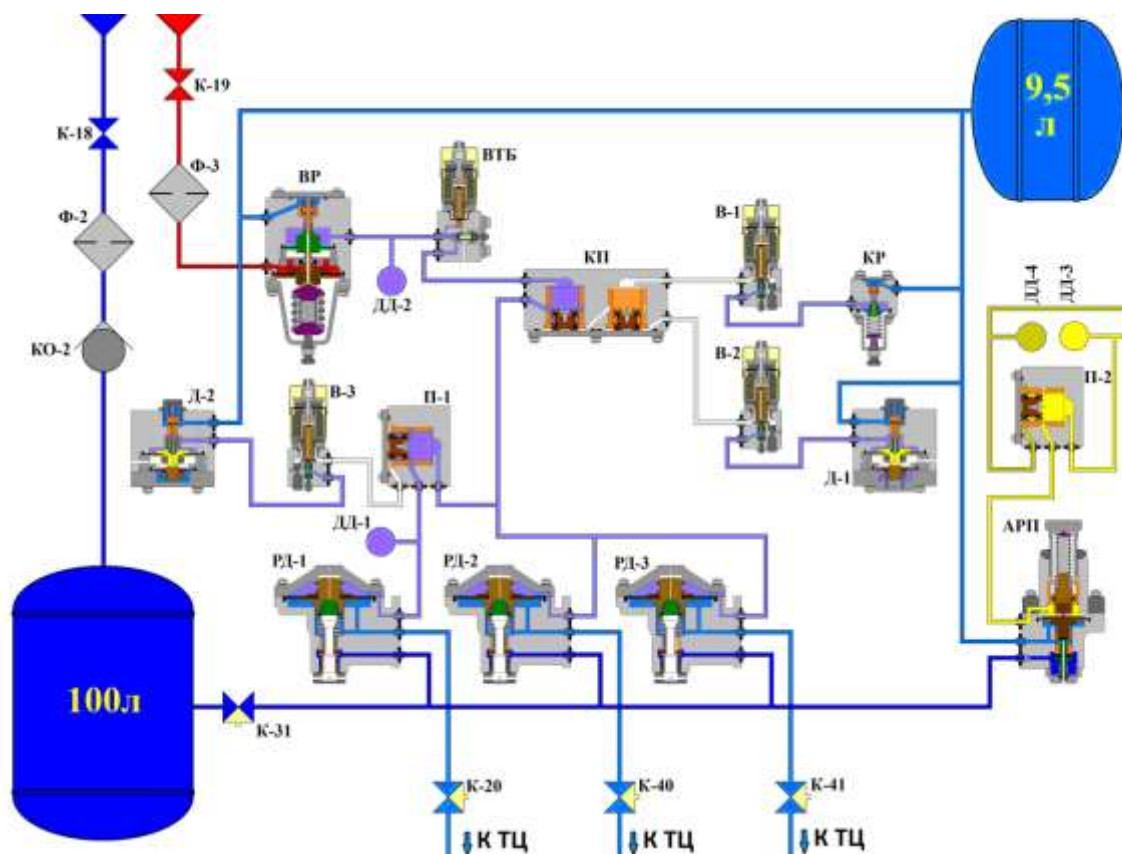 К-19
9,5
л
К-18
ВТБ
Ф-3
ВР
В-1
Ф-2
КП
КР
ДД-4
ДД-3
ДД-2
КО-2
В-2
Д-2
В-3
П-1
П-2
Д-1
ДД-1
АРП
РД-1
РД-2
РД-3
100л
К-31
К-20
К-40
К-41
К ТЦ
К ТЦ
К ТЦ